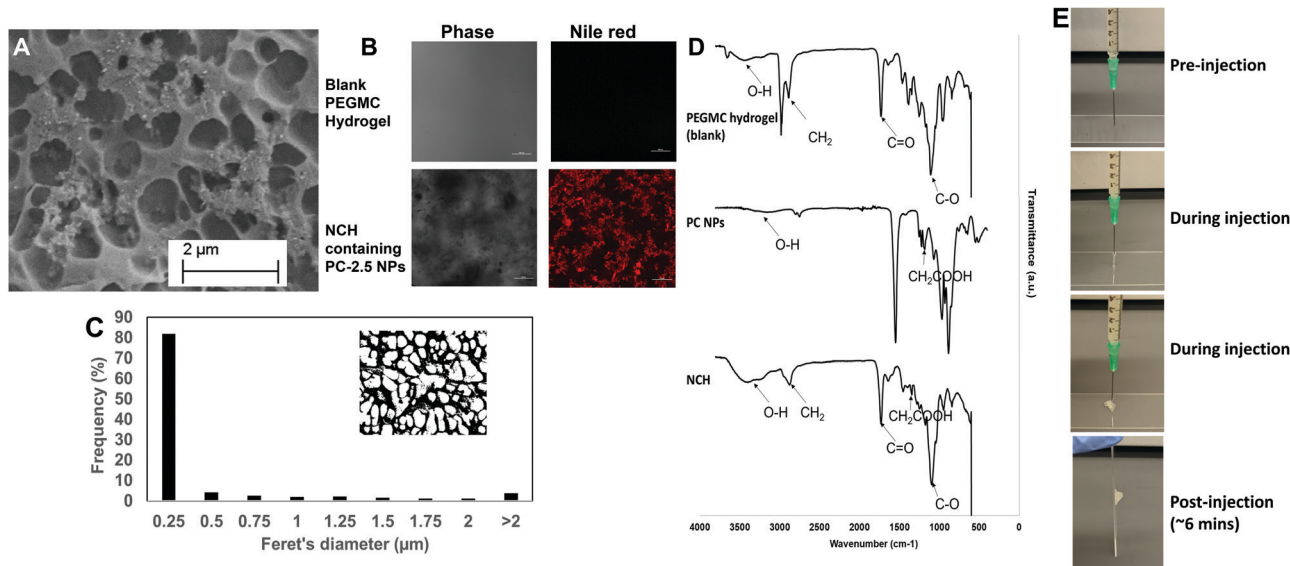 A
2 µm
B
Phase
Nile red
Blank
PEGMC
Hydrogel
NCH
containing
PC-2.5 NPs
C
Frequency (%)
90
80
70
60
50
40
30
20
10
0
0.25 0.5 0.75 1 1.25 1.5 1.75 2 >2
Feret's diameter (µm)
D
O-H
PEGMC hydrogel
(blank)
CH2
C=O
C-O
PC NPs
O-H
CH2COOH
NCH
O-H
CH2
CH2COOH
C=O
C-O
4000 3500 3000 2500 2000 1500 1000 500 0
Wavenumber (cm-1)
Transmittance (a.u.)
E
Pre-injection
During injection
During injection
Post-injection
(~6 mins)